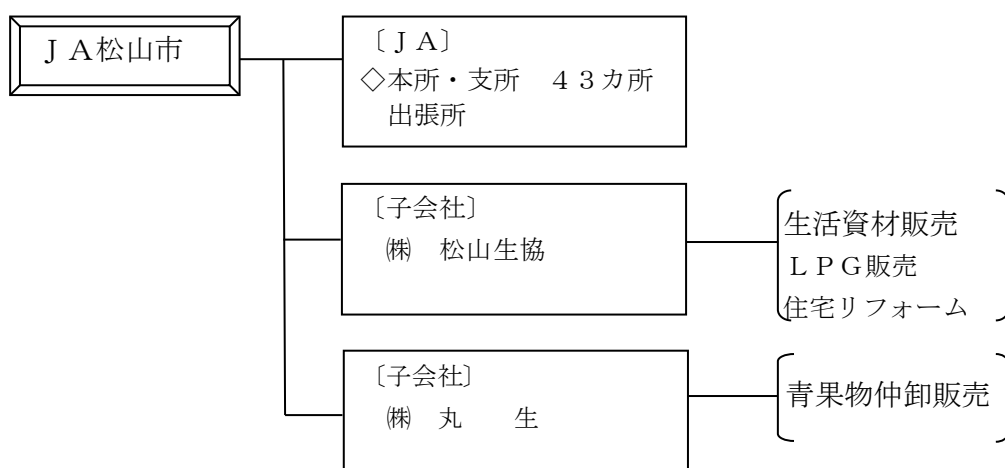 ＪＡ松山市
〔ＪＡ〕
◇本所・支所　４３カ所
出張所
〔子会社〕
㈱　松山生協
生活資材販売
ＬＰＧ販売
住宅リフォーム
〔子会社〕
㈱　丸　　生
青果物仲卸販売